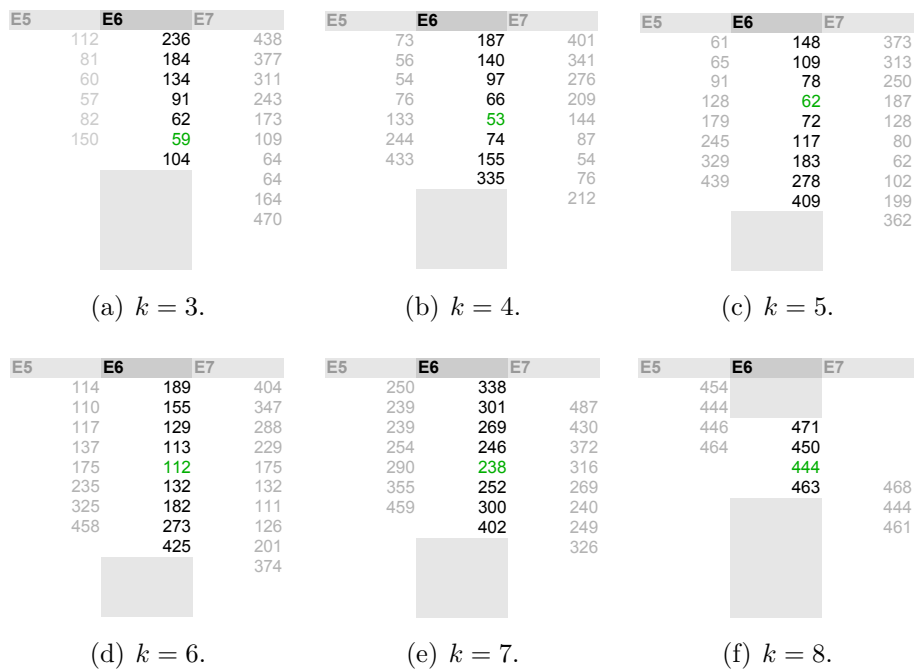 E5 E6 E7
112 236 438
81 184 377
60 134 311
57 91 243
82 62 173
150 59 109
104 64
64
164
470
(a) k = 3.
E5 E6 E7
73 187 401
56 140 341
54 97 276
76 66 209
133 53 144
244 74 87
433 155 54
335 76
212
(b) k = 4.
E5 E6 E7
61 148 373
65 109 313
91 78 250
128 62 187
179 72 128
245 117 80
329 183 62
439 278 102
409 199
362
(c) k = 5.
E5 E6 E7
114 189 404
110 155 347
117 129 288
137 113 229
175 112 175
235 132 132
325 182 111
458 273 126
425 201
374
(d) k = 6.
E5 E6 E7
250 338
239 301 487
239 269 430
254 246 372
290 238 316
355 252 269
459 300 240
402 249
326
(e) k = 7.
E5 E6 E7
454
444
446 471
464 450
444
463 468
444
461
(f) k = 8.